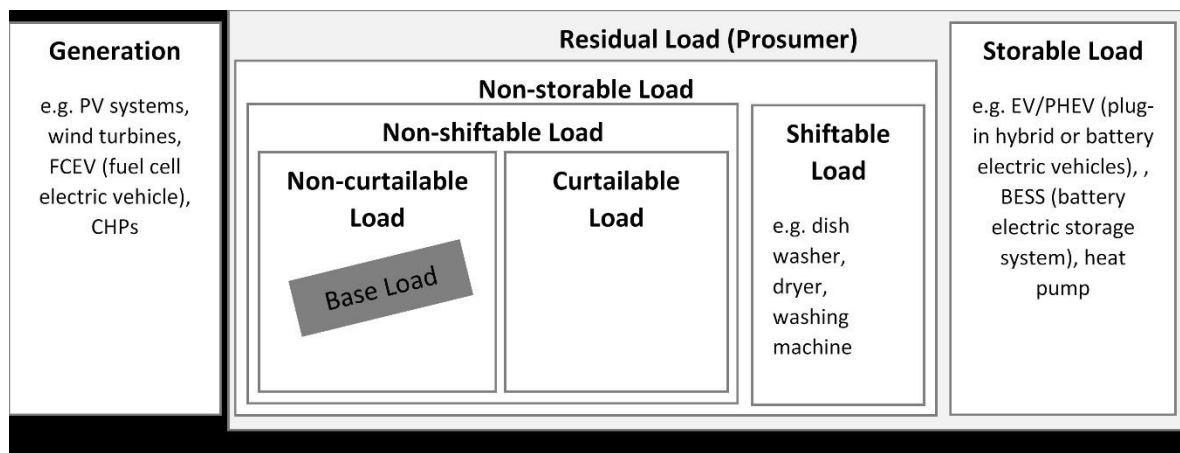 Generation
e.g. PV systems,
wind turbines,
FCEV (fuel cell
electric vehicle),
CHPs
Residual Load (Prosumer)
Non-storable Load
Non-shiftable Load
Non-curtailable
Load
Base Load
Curtailable
Load
Shiftable
Load
e.g. dish
washer,
dryer,
washing
machine
Storable Load
e.g. EV/PHEV (plug-
in hybrid or battery
electric vehicles), ,
BESS (battery
electric storage
system), heat
pump